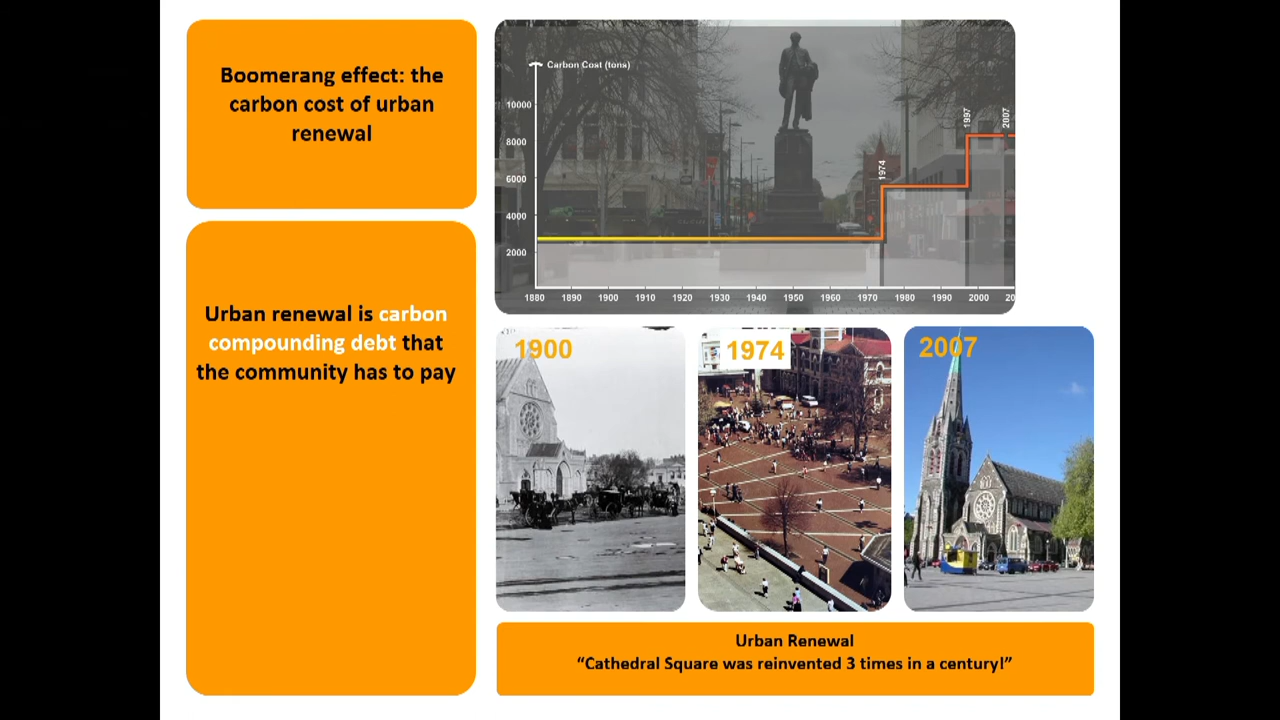 Boomerang effect: the
carbon cost of urban
renewal
Urban renewal is carbon
compounding debt that
the community has to pay
Carbon Cost (tons)
10000
8000
6000
4000
2000
1974
1997
2007
1880 1890 1900 1910 1920 1930 1940 1950 1960 1970 1980 1990 2000 20
1900
1974
2007
Urban Renewal
“Cathedral Square was reinvented 3 times in a century!”